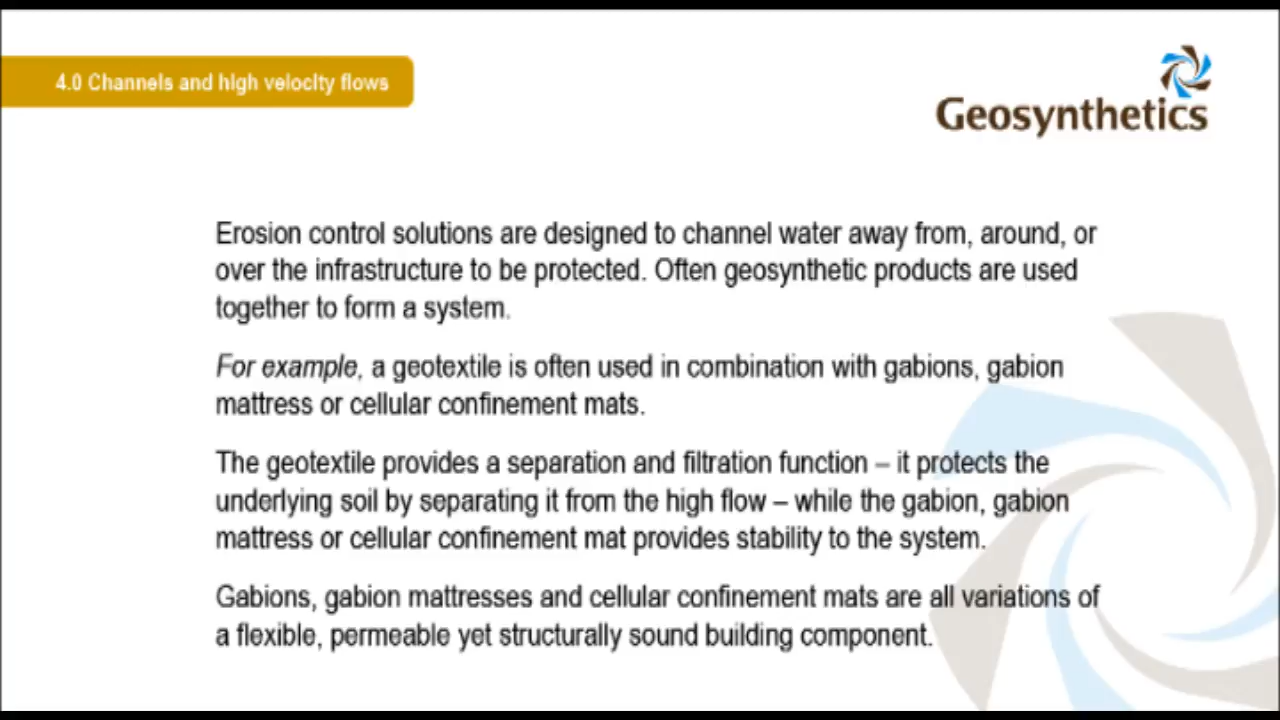 4.0 Channels and high velocity flows
Geosynthetics
Erosion control solutions are designed to channel water away from, around, or
over the infrastructure to be protected. Often geosynthetic products are used
together to form a system.
For example, a geotextile is often used in combination with gabions, gabion
mattress or cellular confinement mats.
The geotextile provides a separation and filtration function – it protects the
underlying soil by separating it from the high flow – while the gabion, gabion
mattress or cellular confinement mat provides stability to the system.
Gabions, gabion mattresses and cellular confinement mats are all variations of
a flexible, permeable yet structurally sound building component.